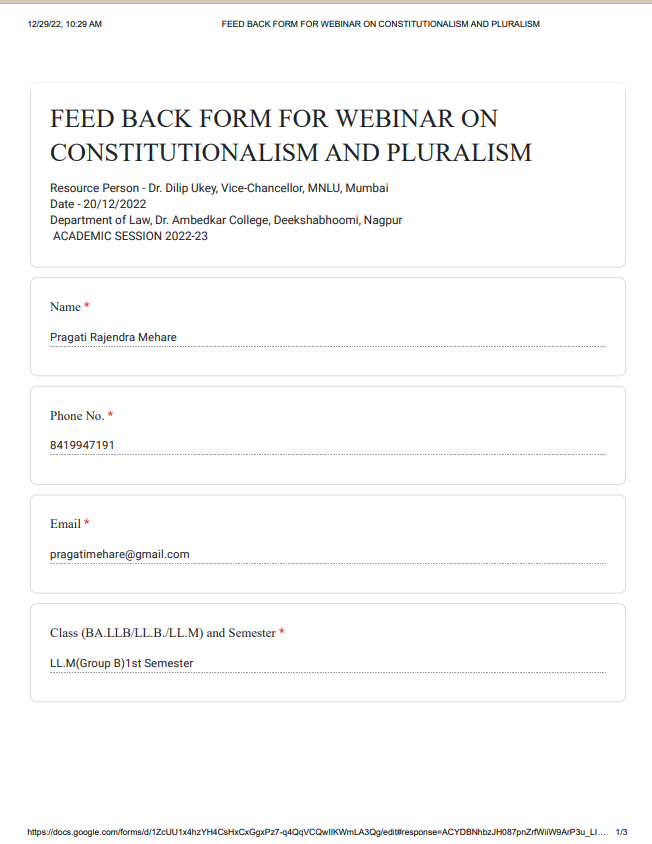 12/29/22, 10:29 AM FEED BACK FORM FOR WEBINAR ON CONSTITUTIONALISM AND PLURALISM
FEED BACK FORM FOR WEBINAR ON
CONSTITUTIONALISM AND PLURALISM
Resource Person - Dr. Dilip Ukey, Vice-Chancellor, MNLU, Mumbai
Date - 20/12/2022
Department of Law, Dr. Ambedkar College, Deekshabhoomi, Nagpur
ACADEMIC SESSION 2022-23
Name *
Pragati Rajendra Mehare
Phone No. *
8419947191
Email *
pragatimehare@gmail.com
Class (BA.LLB/LL.B./LL.M) and Semester *
LL.M(Group B)1st Semester
https://docs.google.com/forms/d/1ZcUU1x4hzYH4CsHxCxGgxPz7-q4QqVCQwIIKWmLA3Qg/edit#response=ACYDBNhbzJH087pnZrfWiiW9ArP3u_LI... 1/3